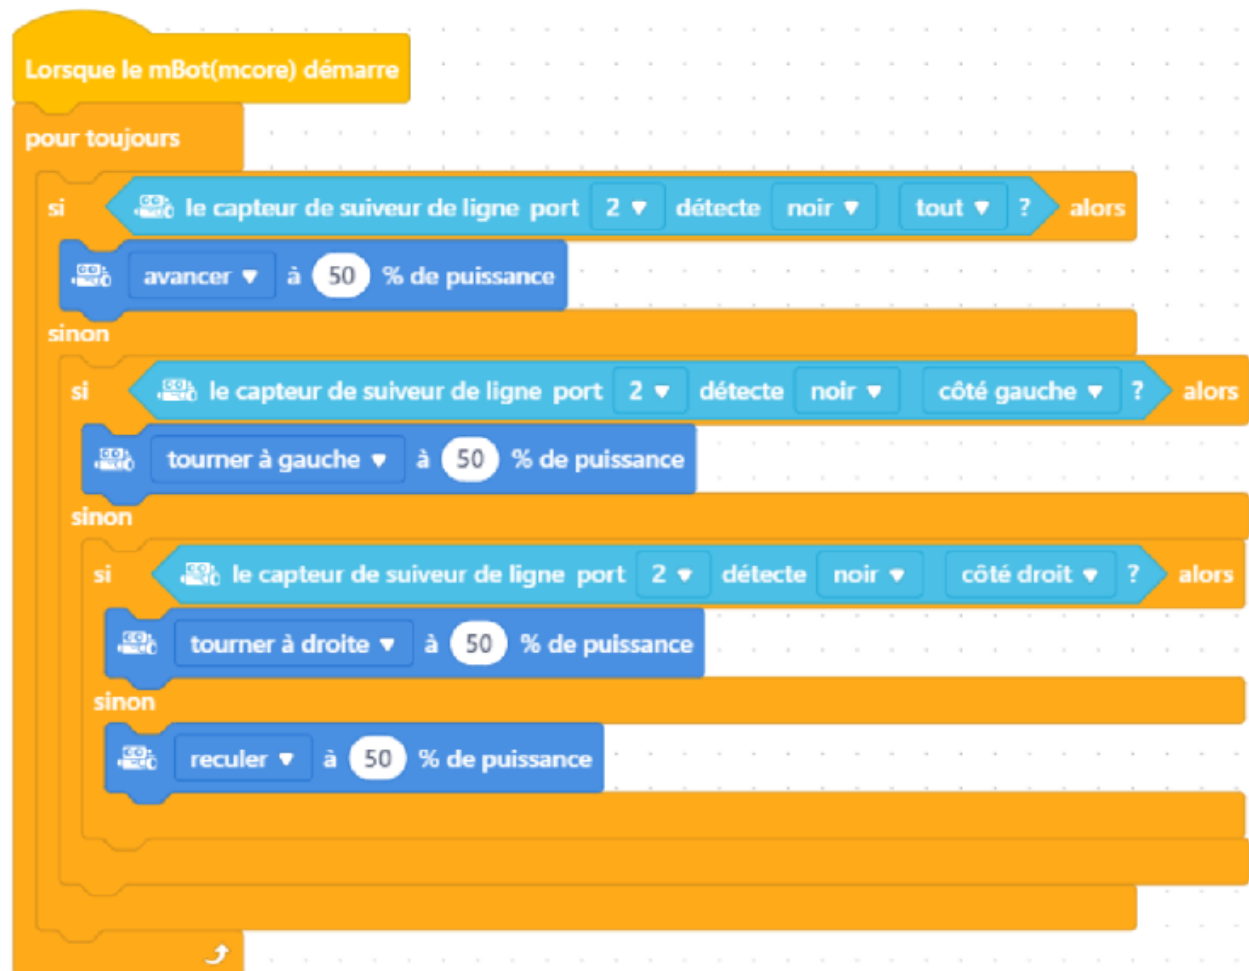 Lorsque le mBot(mcore) démarre
pour toujours
si le capteur de suiveur de ligne port 2 détecte noir tout ? alors
avancer à 50 % de puissance
sinon
si le capteur de suiveur de ligne port 2 détecte noir côté gauche ? alors
tourner à gauche à 50 % de puissance
sinon
si le capteur de suiveur de ligne port 2 détecte noir côté droit ? alors
tourner à droite à 50 % de puissance
sinon
reculer à 50 % de puissance